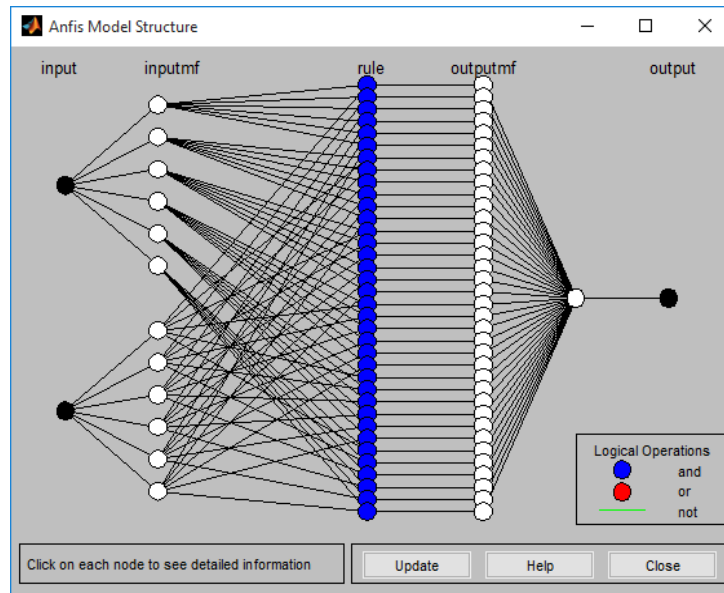 Anfis Model Structure
input inputmf rule outputmf output
Logical Operations
and
or
not
Click on each node to see detailed information
Update Help Close